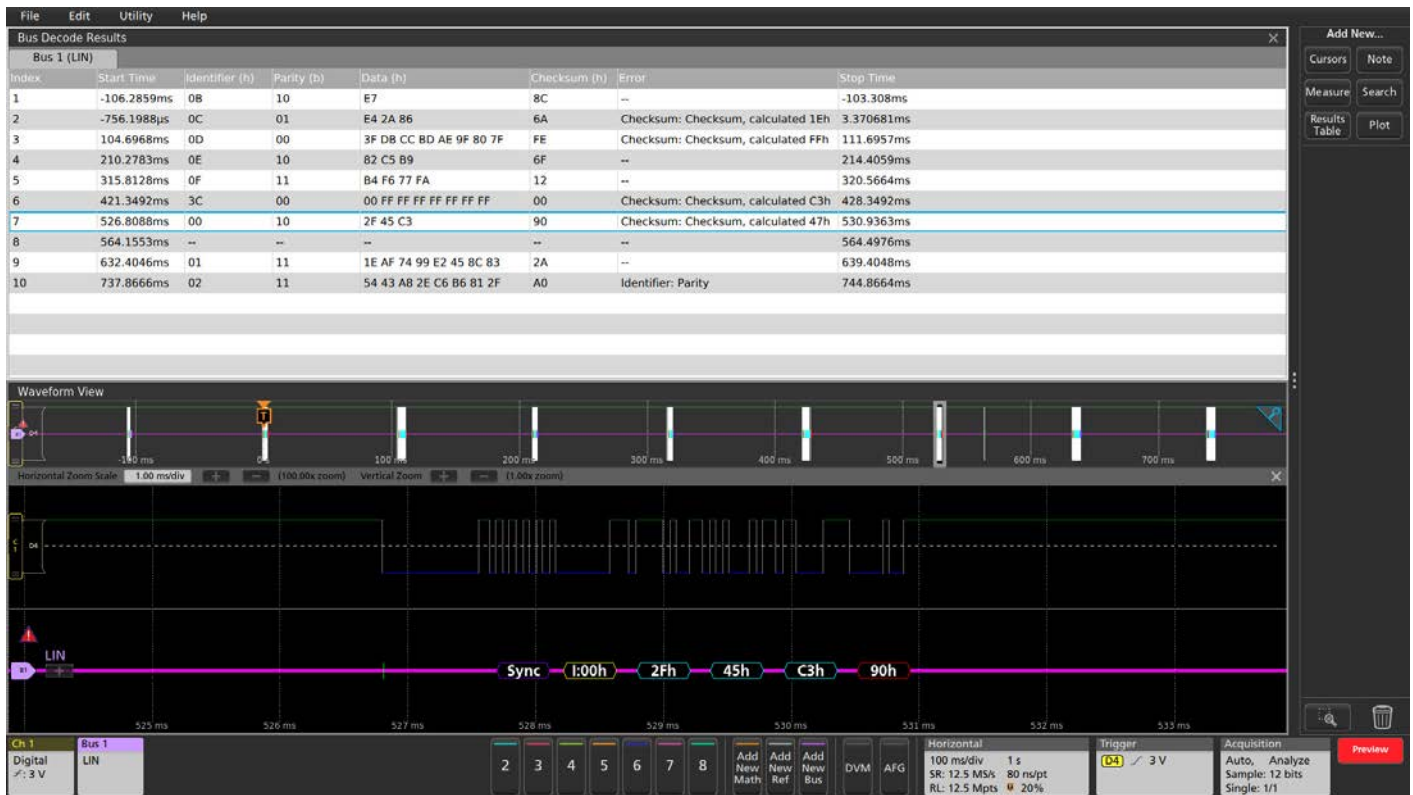 File Edit Utility Help
Bus Decode Results
Add New...
Bus 1 (LIN)
Cursors Note
Index Start Time Identifier (h) Parity (b) Data (h) Checksum (h) Error Stop Time
1 -106.2859ms 0B 10 E7 8C -- -103.308ms
Measure Search
2 -756.1988µs 0C 01 E4 2A 86 6A Checksum: Checksum, calculated 1Eh 3.370681ms
Results Table Plot
3 104.6968ms 0D 00 3F DB CC BD AE 9F 80 7F FE Checksum: Checksum, calculated FFh 111.6957ms
4 210.2783ms 0E 10 82 C5 B9 6F -- 214.4059ms
5 315.8128ms 0F 11 B4 F6 77 FA 12 -- 320.5664ms
6 421.3492ms 3C 00 00 FF FF FF FF FF FF FF 00 Checksum: Checksum, calculated C3h 428.3492ms
7 526.8088ms 00 10 2F 45 C3 90 Checksum: Checksum, calculated 47h 530.9363ms
8 564.1553ms -- -- -- -- -- 564.4976ms
9 632.4046ms 01 11 1E AF 74 99 E2 45 8C 83 2A -- 639.4048ms
10 737.8666ms 02 11 54 43 A8 2E C6 B6 81 2F A0 Identifier: Parity 744.8664ms
Waveform View
T
D4
-100 ms 0 s 100 ms 200 ms 300 ms 400 ms 500 ms 600 ms 700 ms
Horizontal Zoom Scale 1.00 ms/div + - (100.00x zoom) Vertical Zoom + - (1.00x zoom)
C1 D4
LIN
B1 + Sync I:00h 2Fh 45h C3h 90h
525 ms 526 ms 527 ms 528 ms 529 ms 530 ms 531 ms 532 ms 533 ms
Ch 1
Digital
: 3 V
Bus 1
LIN
2 3 4 5 6 7 8
Add New Math
Add New Ref
Add New Bus
DVM AFG
Horizontal
100 ms/div 1 s
SR: 12.5 MS/s 80 ns/pt
RL: 12.5 Mpts 20%
Trigger
D4 3 V
Acquisition
Auto, Analyze
Sample: 12 bits
Single: 1/1
Preview